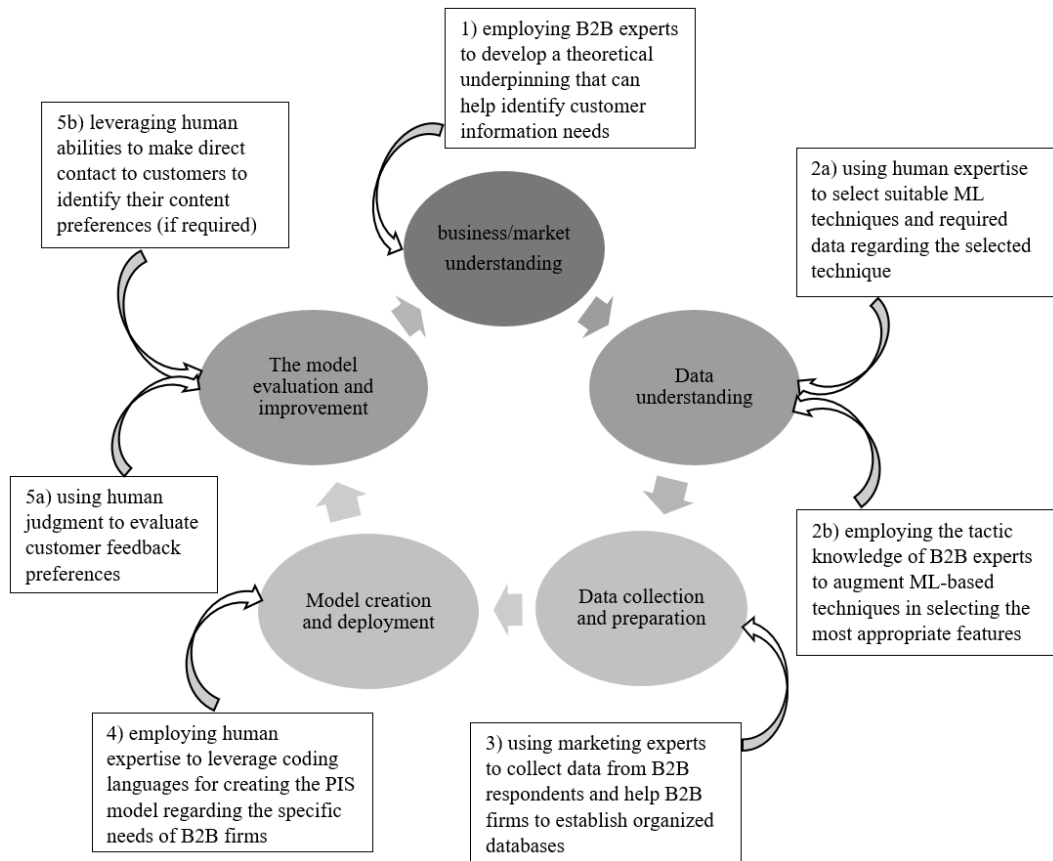 1) employing B2B experts
to develop a theoretical
underpinning that can
help identify customer
information needs
5b) leveraging human
abilities to make direct
contact to customers to
identify their content
preferences (if required)
2a) using human expertise
to select suitable ML
techniques and required
data regarding the selected
technique
business/market
understanding
The model
evaluation and
improvement
Data
understanding
5a) using human
judgment to evaluate
customer feedback
preferences
2b) employing the tactic
knowledge of B2B experts
to augment ML-based
techniques in selecting the
most appropriate features
Model creation
and deployment
Data collection
and preparation
4) employing human
expertise to leverage coding
languages for creating the PIS
model regarding the specific
needs of B2B firms
3) using marketing experts
to collect data from B2B
respondents and help B2B
firms to establish organized
databases